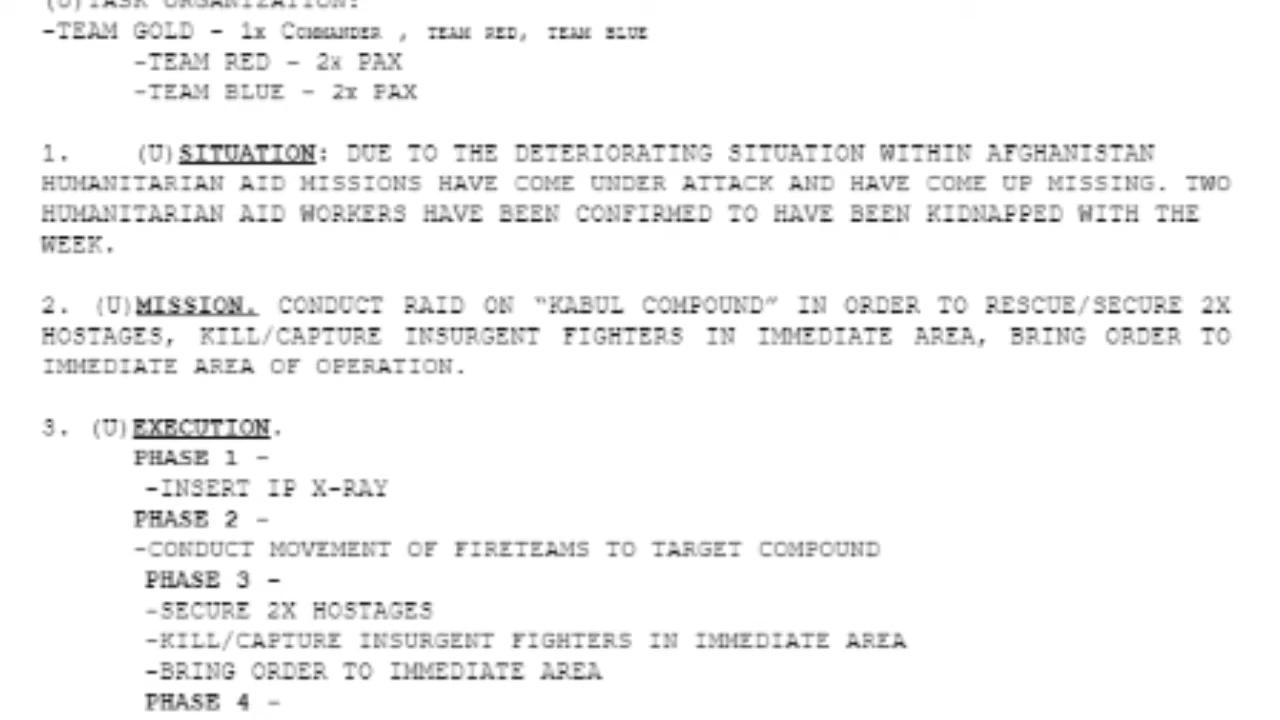 (U)TASK ORGANIZATION:
-TEAM GOLD - 1x COMMANDER , TEAM RED, TEAM BLUE
-TEAM RED - 2x PAX
-TEAM BLUE - 2x PAX
1. (U)SITUATION: DUE TO THE DETERIORATING SITUATION WITHIN AFGHANISTAN
HUMANITARIAN AID MISSIONS HAVE COME UNDER ATTACK AND HAVE COME UP MISSING. TWO
HUMANITARIAN AID WORKERS HAVE BEEN CONFIRMED TO HAVE BEEN KIDNAPPED WITH THE
WEEK.
2. (U)MISSION. CONDUCT RAID ON “KABUL COMPOUND” IN ORDER TO RESCUE/SECURE 2X
HOSTAGES, KILL/CAPTURE INSURGENT FIGHTERS IN IMMEDIATE AREA, BRING ORDER TO
IMMEDIATE AREA OF OPERATION.
3. (U)EXECUTION.
PHASE 1 -
-INSERT IP X-RAY
PHASE 2 -
-CONDUCT MOVEMENT OF FIRETEAMS TO TARGET COMPOUND
PHASE 3 -
-SECURE 2X HOSTAGES
-KILL/CAPTURE INSURGENT FIGHTERS IN IMMEDIATE AREA
-BRING ORDER TO IMMEDIATE AREA
PHASE 4 -